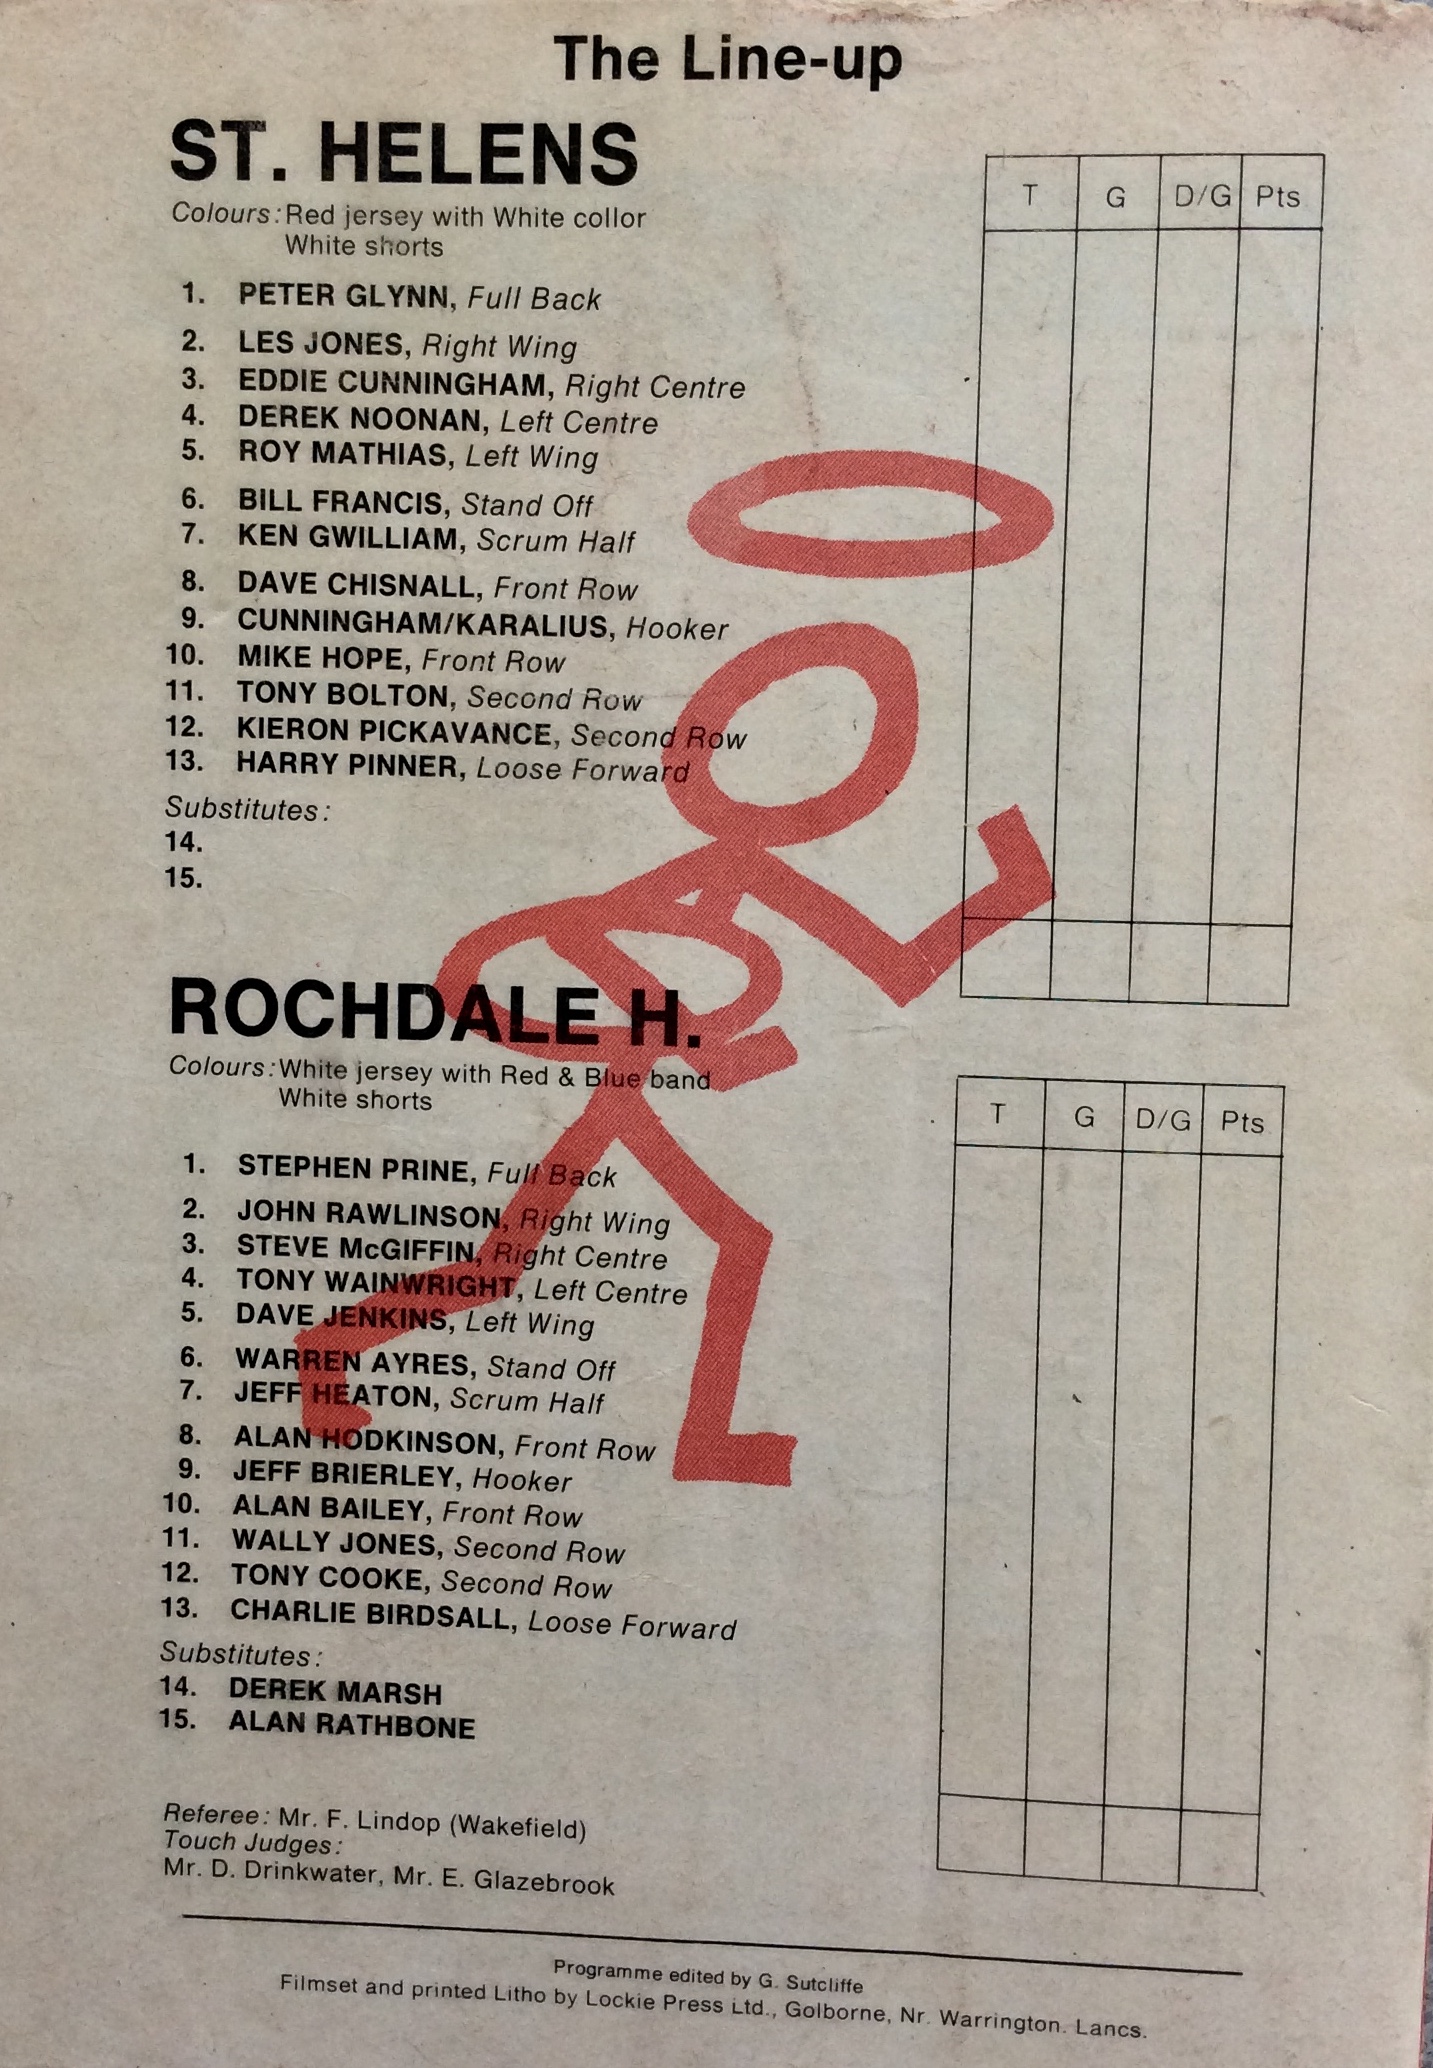 The Line-up
ST. HELENS
Colours: Red jersey with White collor
White shorts
1. PETER GLYNN, Full Back
2. LES JONES, Right Wing
3. EDDIE CUNNINGHAM, Right Centre
4. DEREK NOONAN, Left Centre
5. ROY MATHIAS, Left Wing
6. BILL FRANCIS, Stand Off
7. KEN GWILLIAM, Scrum Half
8. DAVE CHISNALL, Front Row
9. CUNNINGHAM/KARALIUS, Hooker
10. MIKE HOPE, Front Row
11. TONY BOLTON, Second Row
12. KIERON PICKAVANCE, Second Row
13. HARRY PINNER, Loose Forward
Substitutes:
14.
15.
T G D/G Pts
ROCHDALE H.
Colours: White jersey with Red & Blue band
White shorts
1. STEPHEN PRINE, Full Back
2. JOHN RAWLINSON, Right Wing
3. STEVE McGIFFIN, Right Centre
4. TONY WAINWRIGHT, Left Centre
5. DAVE JENKINS, Left Wing
6. WARREN AYRES, Stand Off
7. JEFF HEATON, Scrum Half
8. ALAN HODKINSON, Front Row
9. JEFF BRIERLEY, Hooker
10. ALAN BAILEY, Front Row
11. WALLY JONES, Second Row
12. TONY COOKE, Second Row
13. CHARLIE BIRDSALL, Loose Forward
Substitutes:
14. DEREK MARSH
15. ALAN RATHBONE
T G D/G Pts
Referee: Mr. F. Lindop (Wakefield)
Touch Judges:
Mr. D. Drinkwater, Mr. E. Glazebrook
Programme edited by G. Sutcliffe
Filmset and printed Litho by Lockie Press Ltd., Golborne, Nr. Warrington. Lancs.